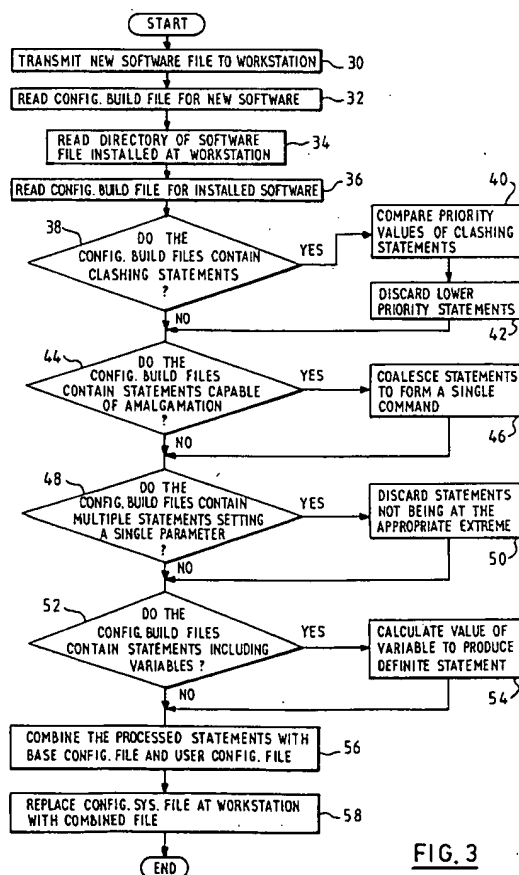 START
TRANSMIT NEW SOFTWARE FILE TO WORKSTATION
30
READ CONFIG. BUILD FILE FOR NEW SOFTWARE
32
READ DIRECTORY OF SOFTWARE
FILE INSTALLED AT WORKSTATION
34
READ CONFIG. BUILD FILE FOR INSTALLED SOFTWARE
36
38
DO THE
CONFIG. BUILD FILES CONTAIN
CLASHING STATEMENTS
?
YES
NO
40
COMPARE PRIORITY
VALUES OF CLASHING
STATEMENTS
DISCARD LOWER
PRIORITY STATEMENTS
42
44
DO THE
CONFIG. BUILD FILES
CONTAIN STATEMENTS CAPABLE
OF AMALGAMATION
?
YES
NO
COALESCE STATEMENTS
TO FORM A SINGLE
COMMAND
46
48
DO THE
CONFIG. BUILD FILES CONTAIN
MULTIPLE STATEMENTS SETTING
A SINGLE PARAMETER
?
YES
NO
DISCARD STATEMENTS
NOT BEING AT THE
APPROPRIATE EXTREME
50
52
DO THE
CONFIG. BUILD FILES
CONTAIN STATEMENTS INCLUDING
VARIABLES ?
YES
NO
CALCULATE VALUE OF
VARIABLE TO PRODUCE
DEFINITE STATEMENT
54
COMBINE THE PROCESSED STATEMENTS WITH
BASE CONFIG. FILE AND USER CONFIG. FILE
56
REPLACE CONFIG. SYS. FILE AT WORKSTATION
WITH COMBINED FILE
58
END
FIG. 3